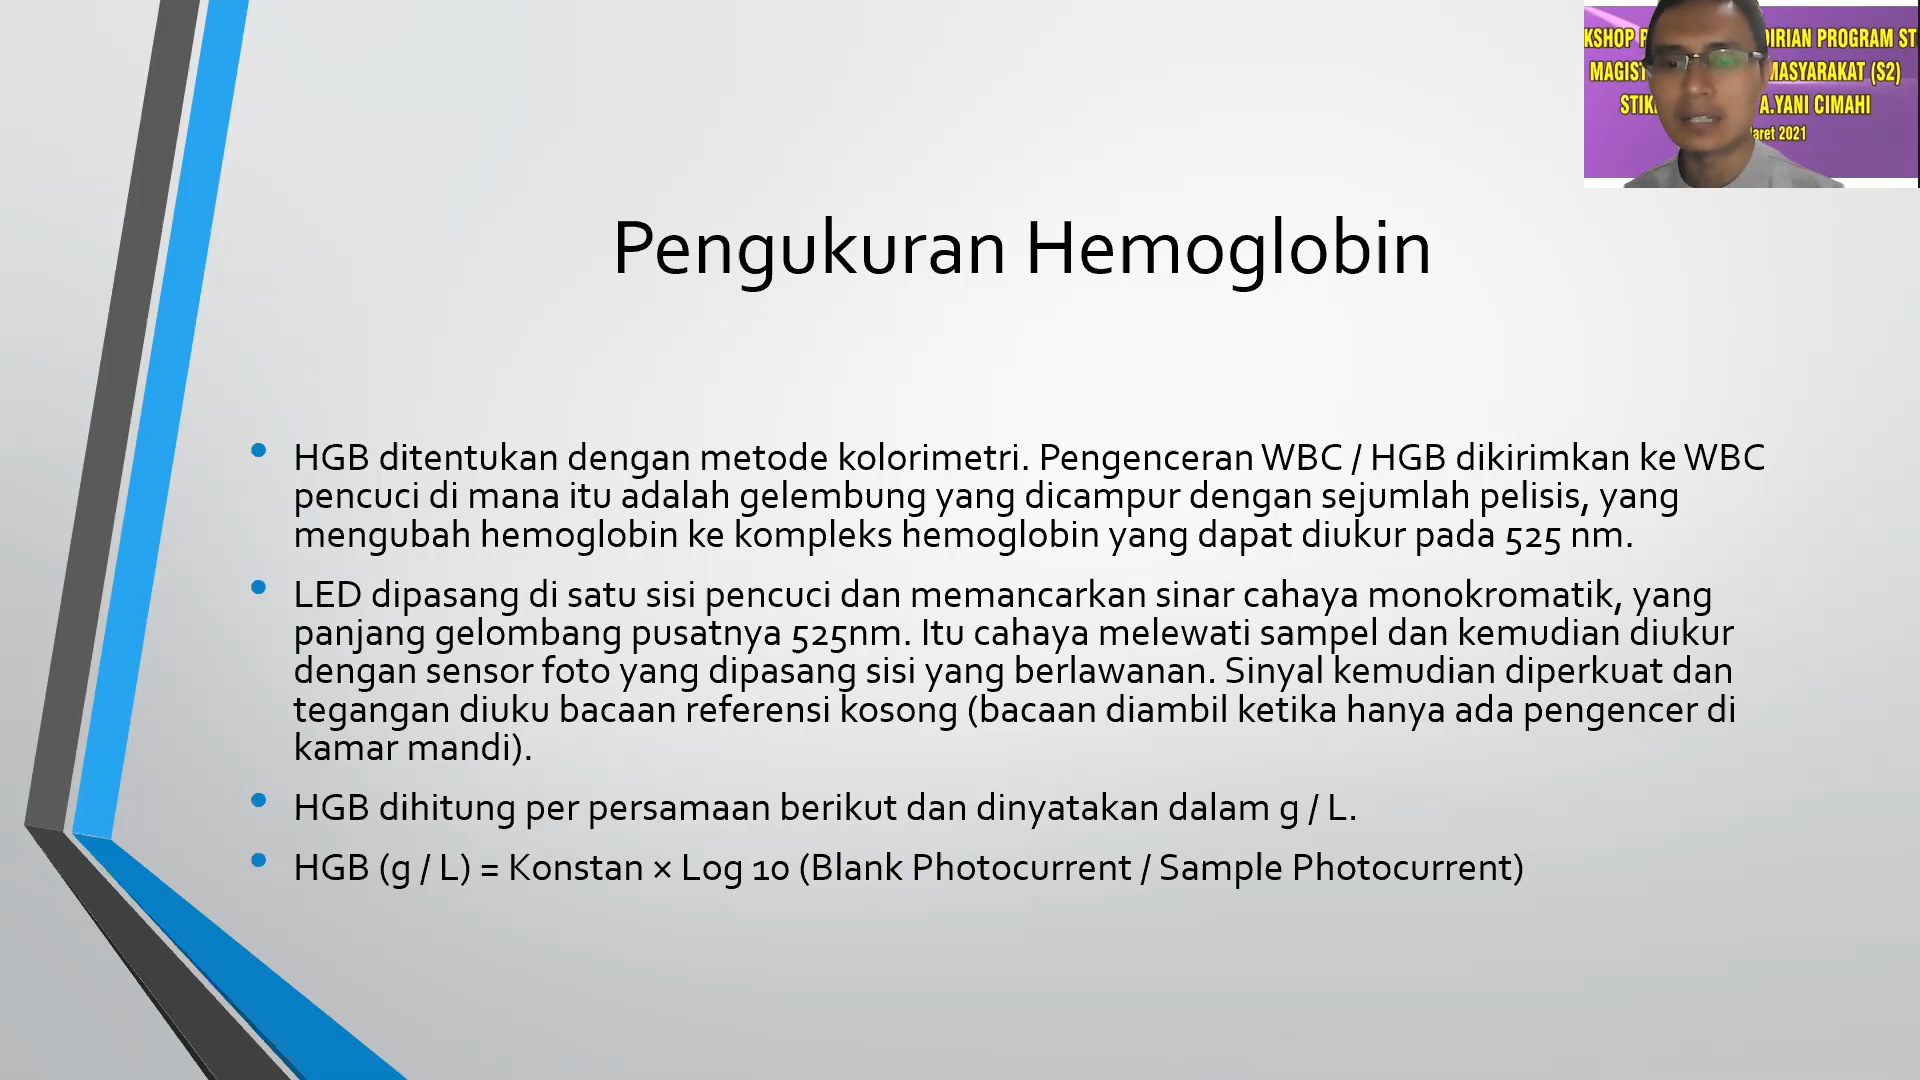 KSHOP DIRIAN PROGRAM ST
MAGIST MASYARAKAT (S2)
STIK A.YANI CIMAHI
aret 2021
Pengukuran Hemoglobin
• HGB ditentukan dengan metode kolorimetri. Pengenceran WBC / HGB dikirimkan ke WBC
pencuci di mana itu adalah gelembung yang dicampur dengan sejumlah pelisis, yang
mengubah hemoglobin ke kompleks hemoglobin yang dapat diukur pada 525 nm.
• LED dipasang di satu sisi pencuci dan memancarkan sinar cahaya monokromatik, yang
panjang gelombang pusatnya 525nm. Itu cahaya melewati sampel dan kemudian diukur
dengan sensor foto yang dipasang sisi yang berlawanan. Sinyal kemudian diperkuat dan
tegangan diuku bacaan referensi kosong (bacaan diambil ketika hanya ada pengencer di
kamar mandi).
• HGB dihitung per persamaan berikut dan dinyatakan dalam g / L.
• HGB (g / L) = Konstan × Log 10 (Blank Photocurrent / Sample Photocurrent)